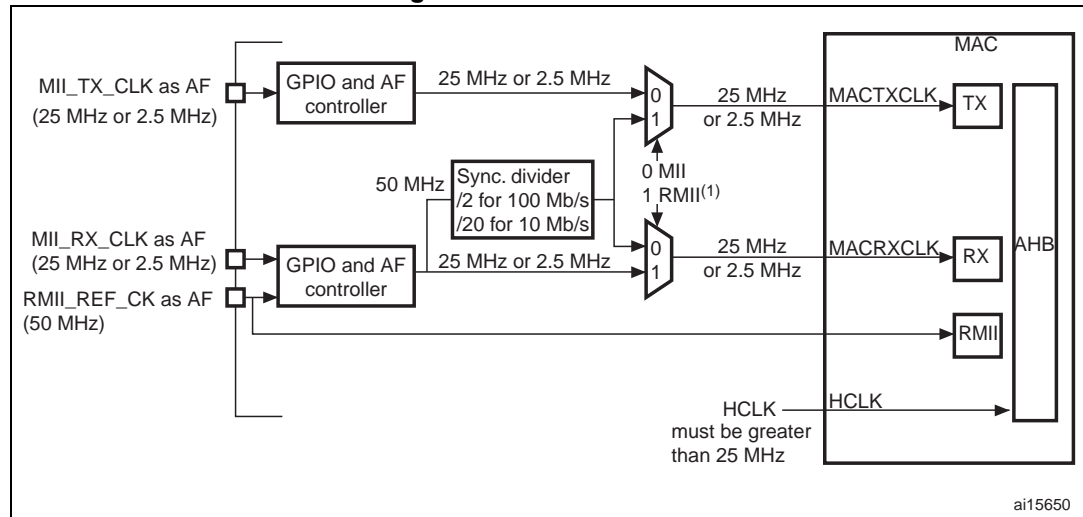 MAC
MII_TX_CLK as AF
(25 MHz or 2.5 MHz)
GPIO and AF
controller
25 MHz or 2.5 MHz
0
1
25 MHz
or 2.5 MHz
MACTXCLK
TX
50 MHz
Sync. divider
/2 for 100 Mb/s
/20 for 10 Mb/s
0 MII
1 RMII(1)
MII_RX_CLK as AF
(25 MHz or 2.5 MHz)
RMII_REF_CK as AF
(50 MHz)
GPIO and AF
controller
25 MHz or 2.5 MHz
0
1
25 MHz
or 2.5 MHz
MACRXCLK
RX
AHB
RMII
HCLK
must be greater
than 25 MHz
HCLK
ai15650